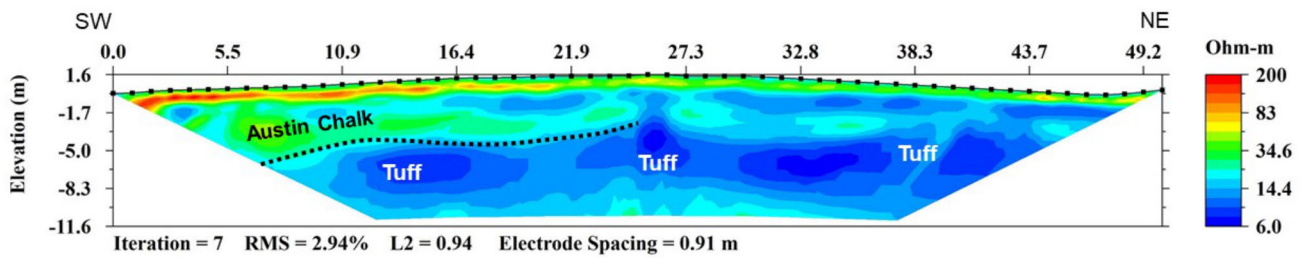 SW NE
0.0 5.5 10.9 16.4 21.9 27.3 32.8 38.3 43.7 49.2
Ohm-m
Elevation (m)
1.6
-1.7
-5.0
-8.3
-11.6
Austin Chalk
Tuff Tuff Tuff
200
83
34.6
14.4
6.0
Iteration = 7 RMS = 2.94% L2 = 0.94 Electrode Spacing = 0.91 m